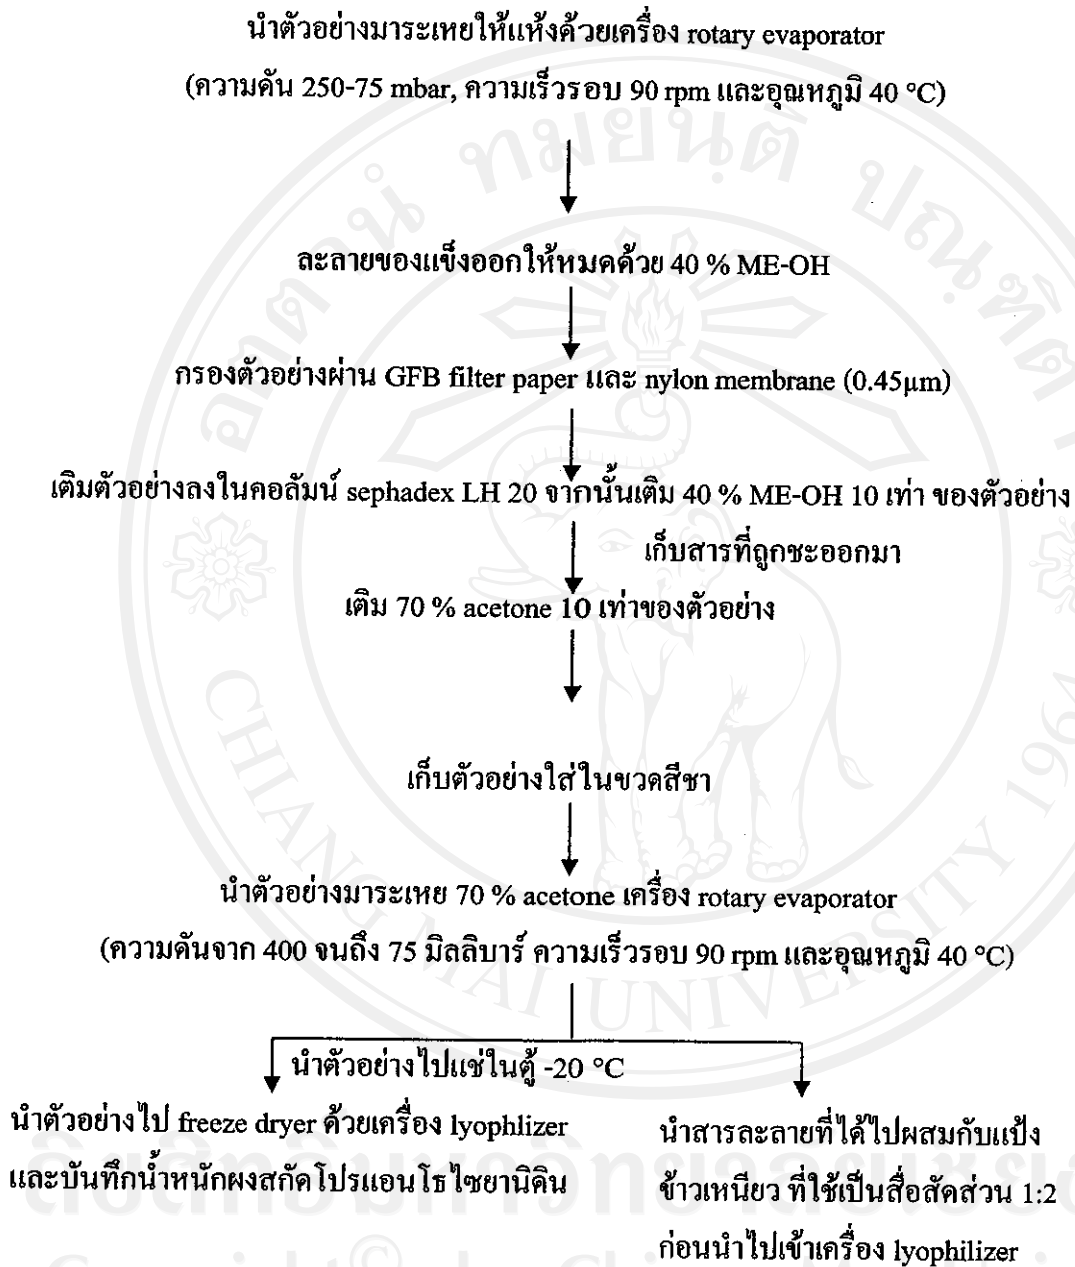 นำตัวอย่างมาระเหยให้แห้งด้วยเครื่อง rotary evaporator
(ความดัน 250-75 mbar, ความเร็วรอบ 90 rpm และอุณหภูมิ 40 °C)
ละลายของแข็งออกให้หมดด้วย 40 % ME-OH
กรองตัวอย่างผ่าน GFB filter paper และ nylon membrane (0.45µm)
เติมตัวอย่างลงในคอลัมน์ sephadex LH 20 จากนั้นเติม 40 % ME-OH 10 เท่า ของตัวอย่าง
เก็บสารที่ถูกชะออกมา
เติม 70 % acetone 10 เท่าของตัวอย่าง
เก็บตัวอย่างใส่ในขวดสีชา
นำตัวอย่างมาระเหย 70 % acetone เครื่อง rotary evaporator
(ความดันจาก 400 จนถึง 75 มิลลิบาร์ ความเร็วรอบ 90 rpm และอุณหภูมิ 40 °C)
นำตัวอย่างไปแช่ในตู้ -20 °C
นำตัวอย่างไป freeze dryer ด้วยเครื่อง lyophlizer
และบันทึกน้ำหนักผงสกัดโปรแอนโธไซยานิดิน
นำสารละลายที่ได้ไปผสมกับแป้ง
ข้าวเหนียว ที่ใช้เป็นสื่อสัดส่วน 1:2
ก่อนนำไปเข้าเครื่อง lyophilizer
อตฺตานํ ทมยนฺติ ปณฺฑิตา
CHIANG MAI UNIVERSITY 1964